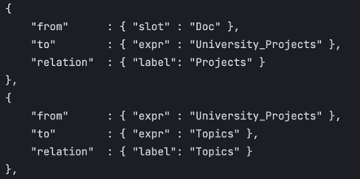 {
    "from"     : { "slot" : "Doc" },
    "to"       : { "expr" : "University_Projects" },
    "relation"  : { "label": "Projects" }
},
{
    "from"     : { "expr" : "University_Projects" },
    "to"       : { "expr" : "Topics" },
    "relation"  : { "label": "Topics" }
},